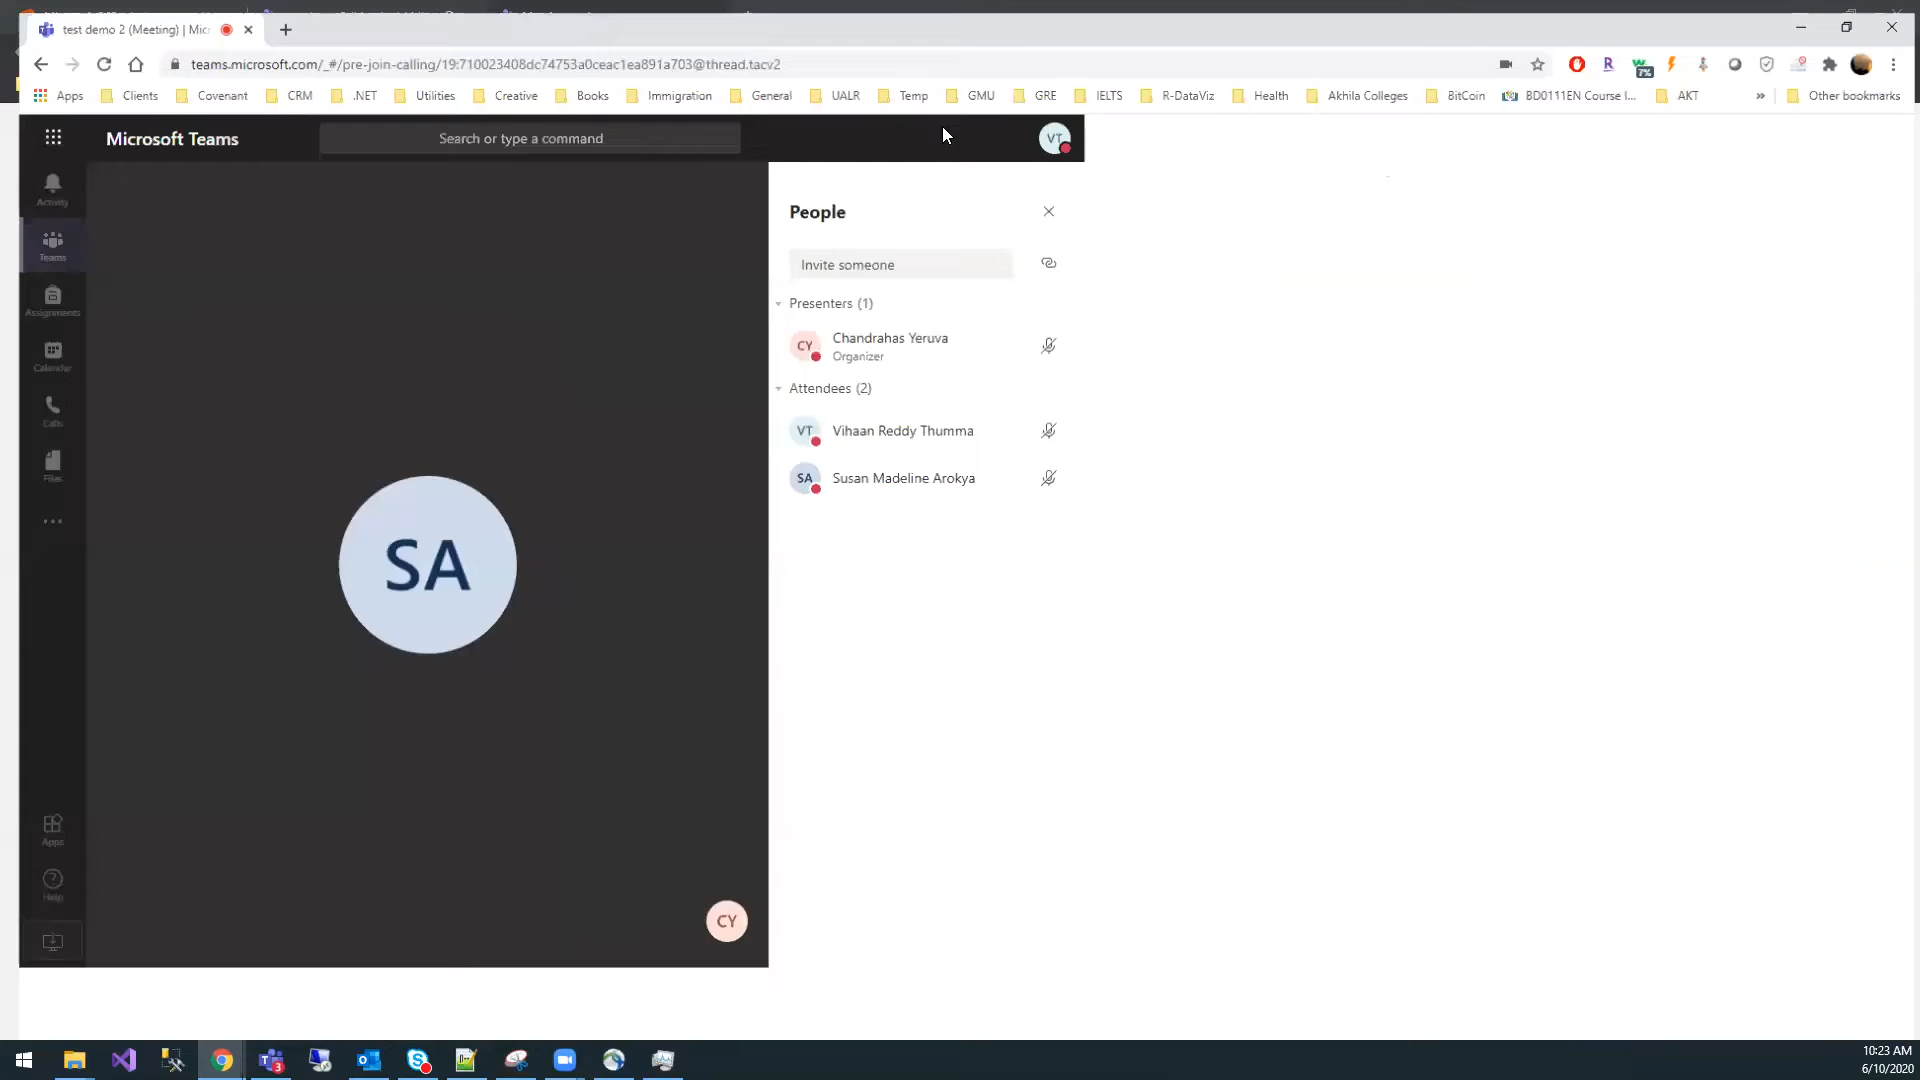 test demo 2 (Meeting) | Mic
teams.microsoft.com/_#/pre-join-calling/19:710023408dc74753a0ceac1ea891a703@thread.tacv2
7%
Apps Clients Covenant CRM .NET Utilities Creative Books Immigration General UALR Temp GMU GRE IELTS R-DataViz Health Akhila Colleges BitCoin BD0111EN Course I... AKT » Other bookmarks
Microsoft Teams
Search or type a command
VT
Activity
Teams
Assignments
Calendar
Calls
Files
Apps
Help
SA
CY
People
Invite someone
Presenters (1)
CY Chandrahas Yeruva
Organizer
Attendees (2)
VT Vihaan Reddy Thumma
SA Susan Madeline Arokya
3
10:23 AM
6/10/2020